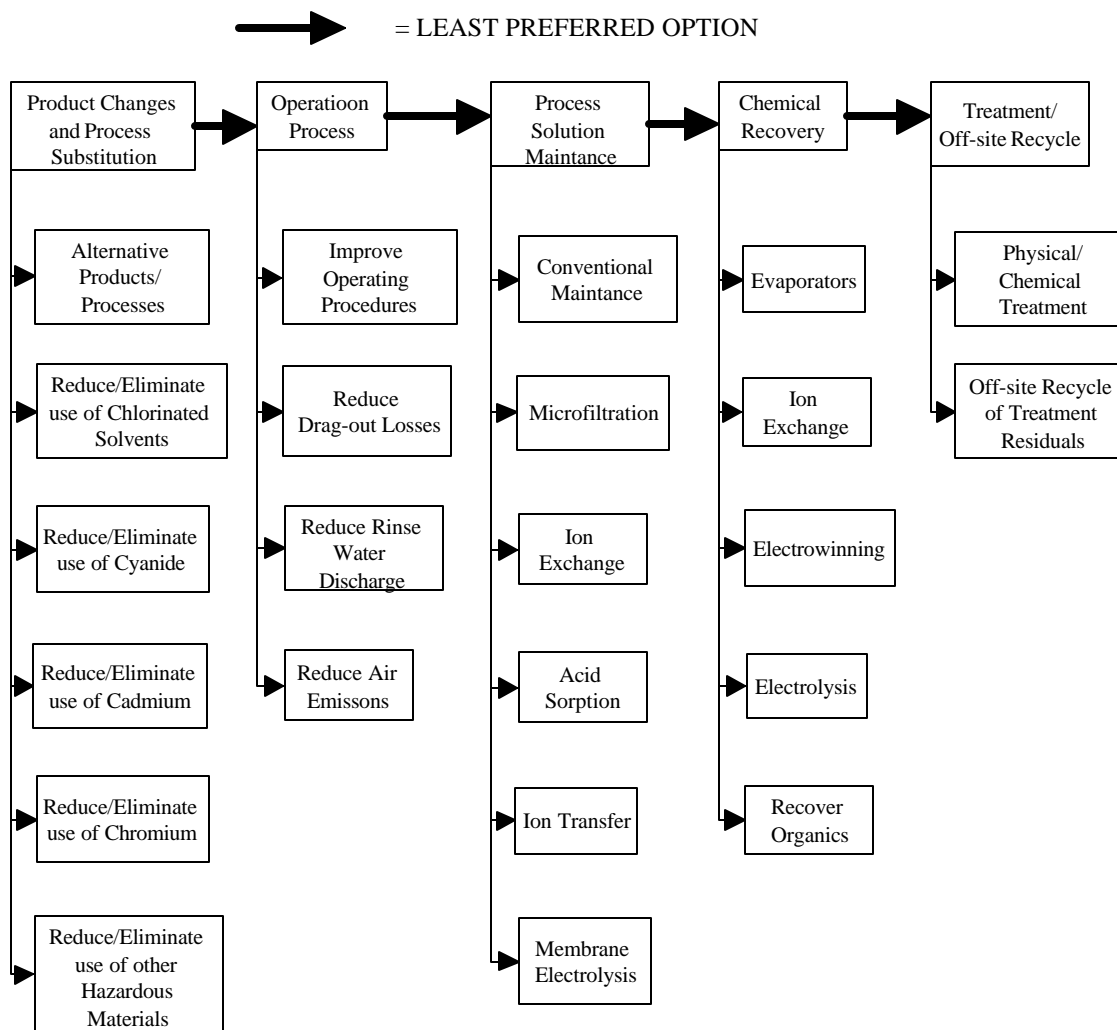 = LEAST PREFERRED OPTION
Product Changes
and Process
Substitution
Operatioon
Process
Process
Solution
Maintance
Chemical
Recovery
Treatment/
Off-site Recycle
Alternative
Products/
Processes
Reduce/Eliminate
use of Chlorinated
Solvents
Reduce/Eliminate
use of Cyanide
Reduce/Eliminate
use of Cadmium
Reduce/Eliminate
use of Chromium
Reduce/Eliminate
use of other
Hazardous
Materials
Improve
Operating
Procedures
Reduce
Drag-out Losses
Reduce Rinse
Water
Discharge
Reduce Air
Emissons
Conventional
Maintance
Microfiltration
Ion
Exchange
Acid
Sorption
Ion Transfer
Membrane
Electrolysis
Evaporators
Ion
Exchange
Electrowinning
Electrolysis
Recover
Organics
Physical/
Chemical
Treatment
Off-site Recycle
of Treatment
Residuals